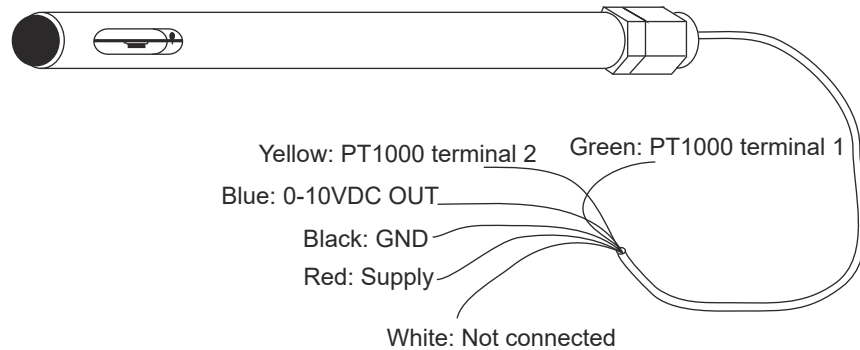 Yellow: PT1000 terminal 2
Green: PT1000 terminal 1
Blue: 0-10VDC OUT
Black: GND
Red: Supply
White: Not connected